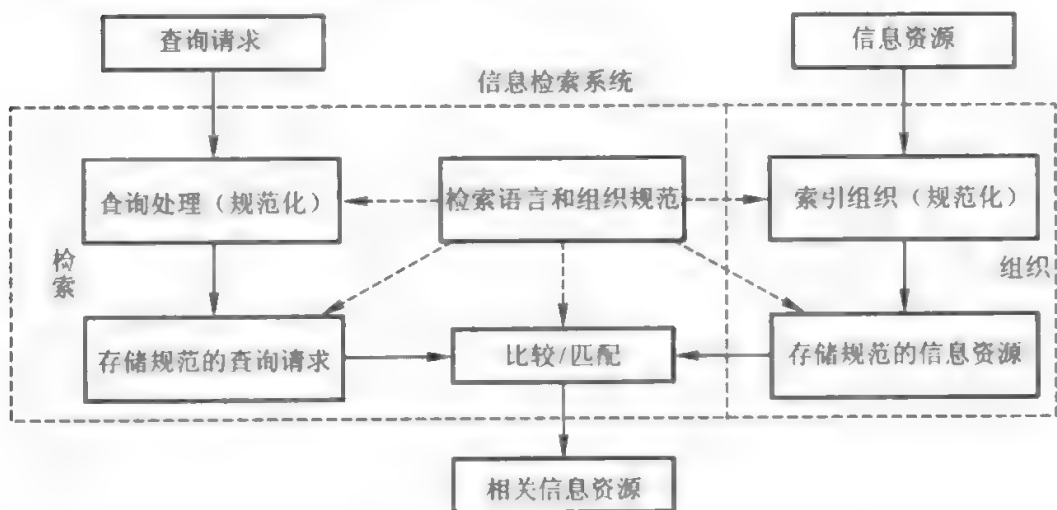 查询请求
信息资源
信息检索系统
查询处理（规范化）
检索语言和组织规范
索引组织（规范化）
检索
组织
存储规范的查询请求
比较/匹配
存储规范的信息资源
相关信息资源